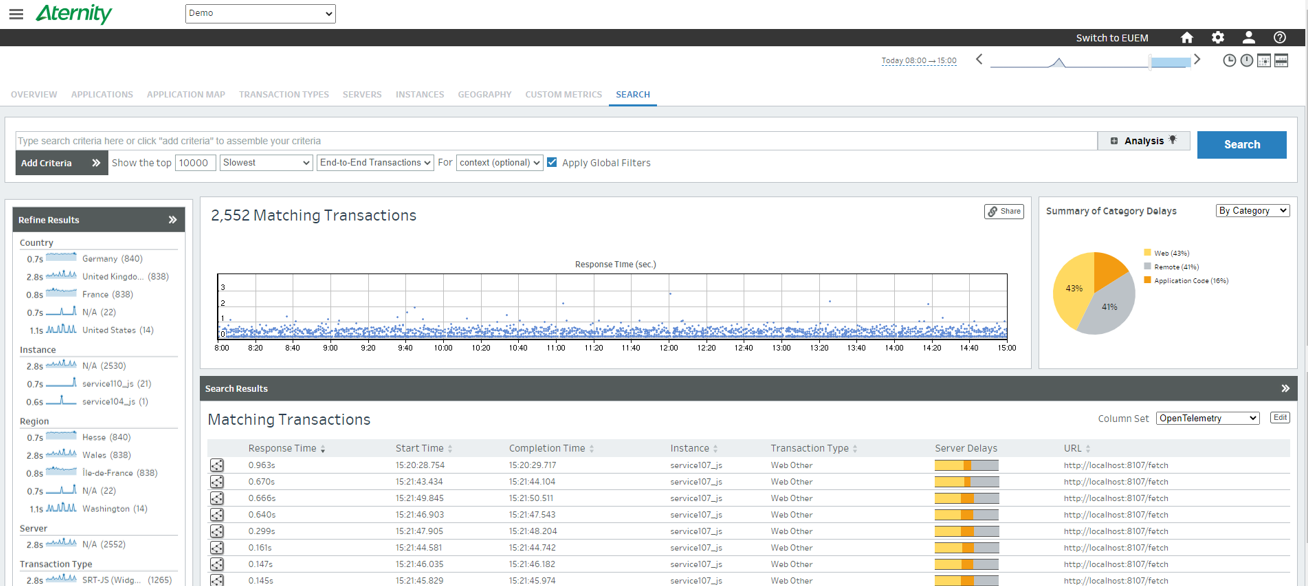 Aternity
Demo
Switch to EUEM
Today 08:00 → 15:00
OVERVIEW APPLICATIONS APPLICATION MAP TRANSACTION TYPES SERVERS INSTANCES GEOGRAPHY CUSTOM METRICS SEARCH
Type search criteria here or click "add criteria" to assemble your criteria
Analysis
Search
Add Criteria » Show the top 10000 Slowest End-to-End Transactions For context (optional) Apply Global Filters
Refine Results »
Country
0.7s Germany (840)
2.8s United Kingdo... (838)
0.8s France (838)
0.7s N/A (22)
1.1s United States (14)
Instance
2.8s N/A (2530)
0.7s service110_js (21)
0.6s service104_js (1)
Region
0.7s Hesse (840)
2.8s Wales (838)
0.8s Île-de-France (838)
0.7s N/A (22)
1.1s Washington (14)
Server
2.8s N/A (2552)
Transaction Type
2.8s SRT-JS (Widg... (1265)
2,552 Matching Transactions
Share
Response Time (sec.)
3
2
1
0
8:00 8:20 8:40 9:00 9:20 9:40 10:00 10:20 10:40 11:00 11:20 11:40 12:00 12:20 12:40 13:00 13:20 13:40 14:00 14:20 14:40 15:00
Summary of Category Delays By Category
43%
41%
Web (43%)
Remote (41%)
Application Code (16%)
Search Results »
Matching Transactions
Column Set OpenTelemetry Edit
Response Time Start Time Completion Time Instance Transaction Type Server Delays URL
0.963s 15:20:28.754 15:20:29.717 service107_js Web Other http://localhost:8107/fetch
0.670s 15:21:43.434 15:21:44.104 service107_js Web Other http://localhost:8107/fetch
0.666s 15:21:49.845 15:21:50.511 service107_js Web Other http://localhost:8107/fetch
0.640s 15:21:46.903 15:21:47.543 service107_js Web Other http://localhost:8107/fetch
0.299s 15:21:47.905 15:21:48.204 service107_js Web Other http://localhost:8107/fetch
0.161s 15:21:44.581 15:21:44.742 service107_js Web Other http://localhost:8107/fetch
0.147s 15:21:46.035 15:21:46.182 service107_js Web Other http://localhost:8107/fetch
0.145s 15:21:45.829 15:21:45.974 service107_js Web Other http://localhost:8107/fetch